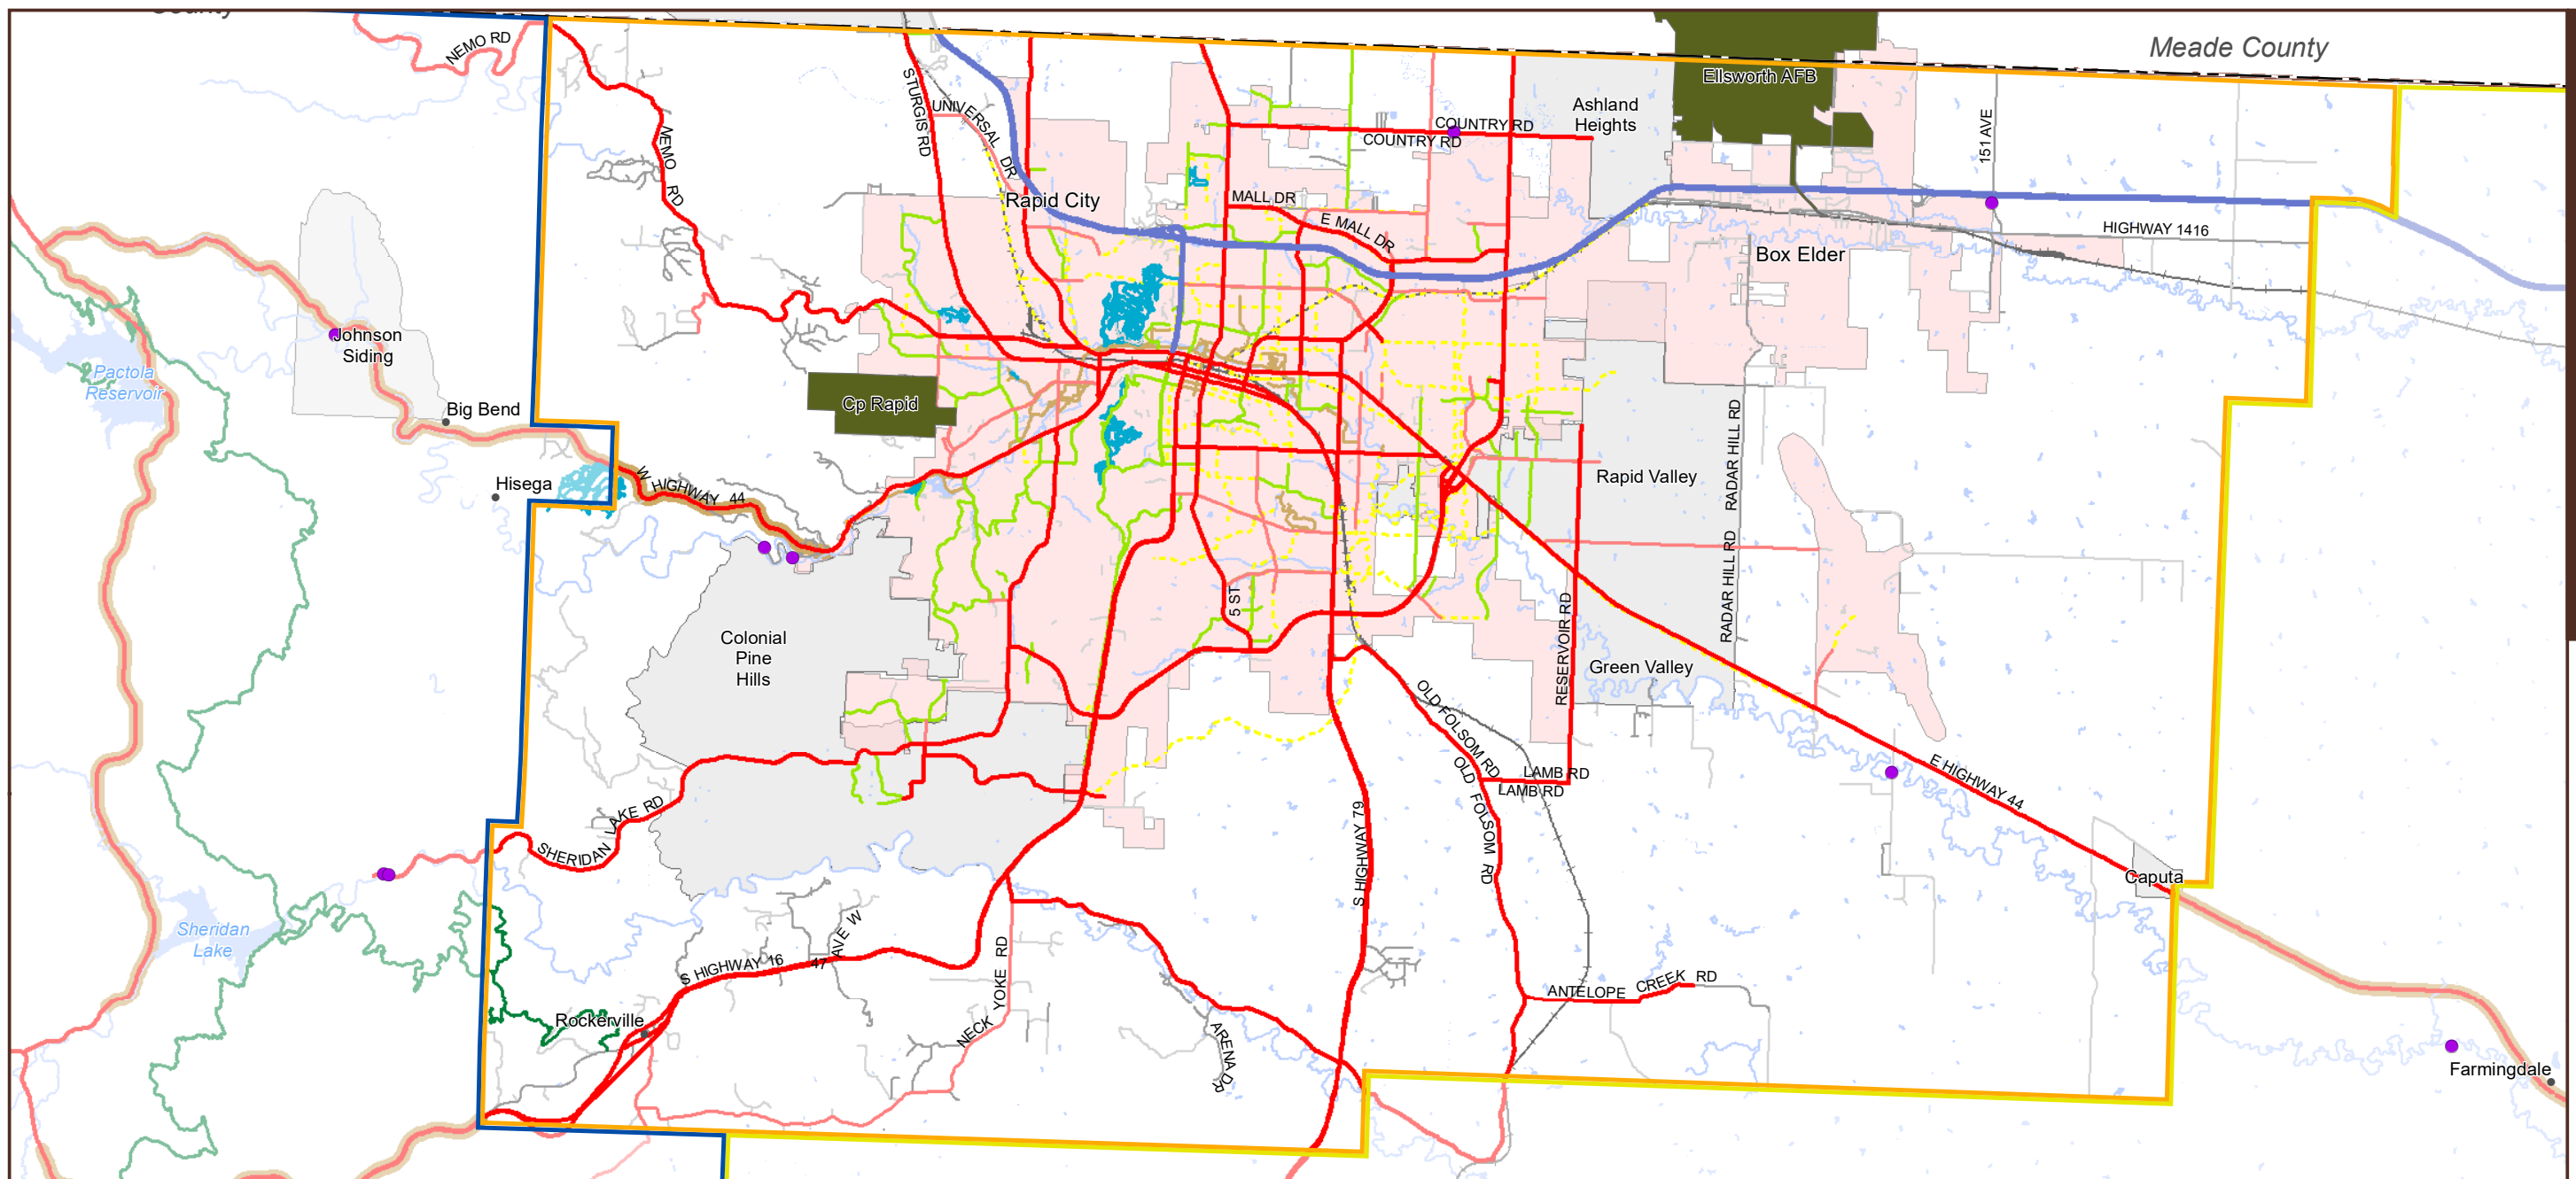 County
NEMO RD
Meade County
Ellsworth AFB
STURGIS RD
UNIVERSAL DR
Ashland
Heights
COUNTRY RD
COUNTRY RD
151 AVE
NEMO RD
Rapid City
MALL DR
E MALL DR
HIGHWAY 1416
Box Elder
Johnson
Siding
Pactola
Reservoir
Big Bend
Cp Rapid
RADAR HILL RD
Hisega
W HIGHWAY 44
Rapid Valley
RADAR HILL RD
5 ST
RESERVOIR RD
Colonial
Pine
Hills
Green Valley
OLD FOLSOM RD
E HIGHWAY 44
LAMB RD
LAMB RD
OLD FOLSOM RD
SHERIDAN LAKE RD
S HIGHWAY 79
Caputa
Sheridan
Lake
47 AVE W
S HIGHWAY 16
NECK YOKE RD
ANTELOPE CREEK RD
Rockerville
ARENA DR
Farmingdale